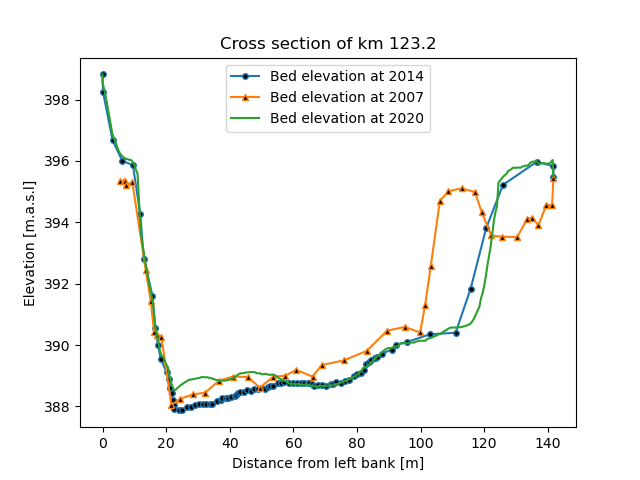 Cross section of km 123.2
Bed elevation at 2014
Bed elevation at 2007
Bed elevation at 2020
Elevation [m.a.s.l]
398
396
394
392
390
388
0 20 40 60 80 100 120 140
Distance from left bank [m]